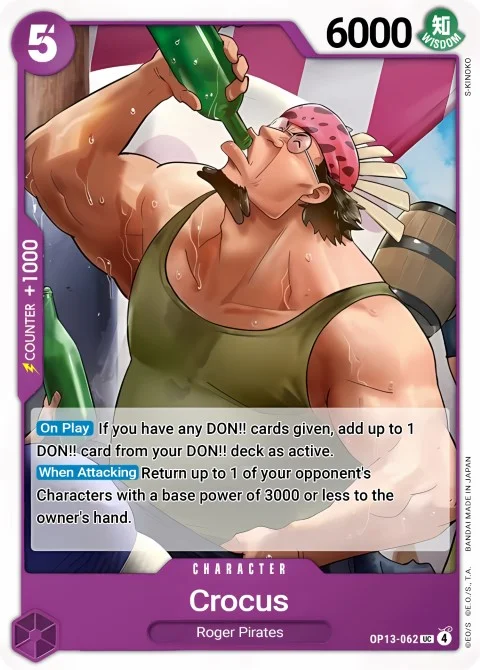 5
6000
知
WISDOM
S-KINOKO
COUNTER +1000
On Play If you have any DON!! cards given, add up to 1
DON!! card from your DON!! deck as active.
When Attacking Return up to 1 of your opponent's
Characters with a base power of 3000 or less to the
owner's hand.
CHARACTER
Crocus
Roger Pirates
OP13-062 UC 4
©E.O/S ©E.O./S., T.A. BANDAI MADE IN JAPAN